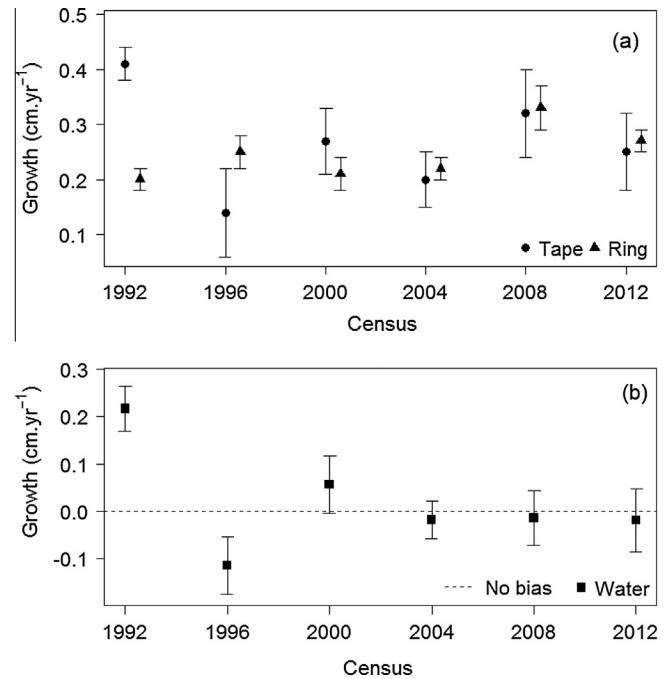 0.5
0.4
0.3
0.2
0.1
Growth (cm.yr⁻¹)
(a)
Tape Ring
1992 1996 2000 2004 2008 2012
Census
0.3
0.2
0.1
0.0
-0.1
Growth (cm.yr⁻¹)
(b)
No bias Water
1992 1996 2000 2004 2008 2012
Census